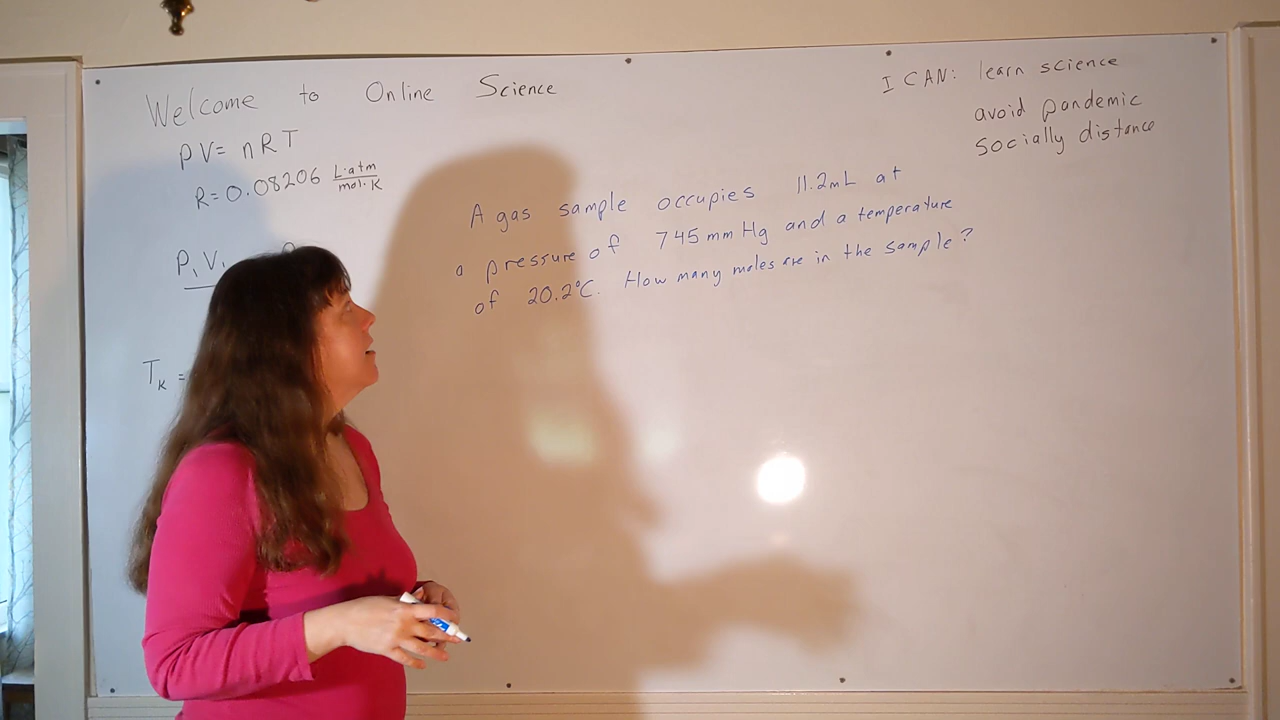 Welcome to Online Science
PV = nRT
R = 0.08206 L·atm / mol·K
P₁V₁
T_K =
I CAN: learn science
avoid pandemic
socially distance
A gas sample occupies 11.2mL at
a pressure of 745 mm Hg and a temperature
of 20.2°C. How many moles are in the sample?